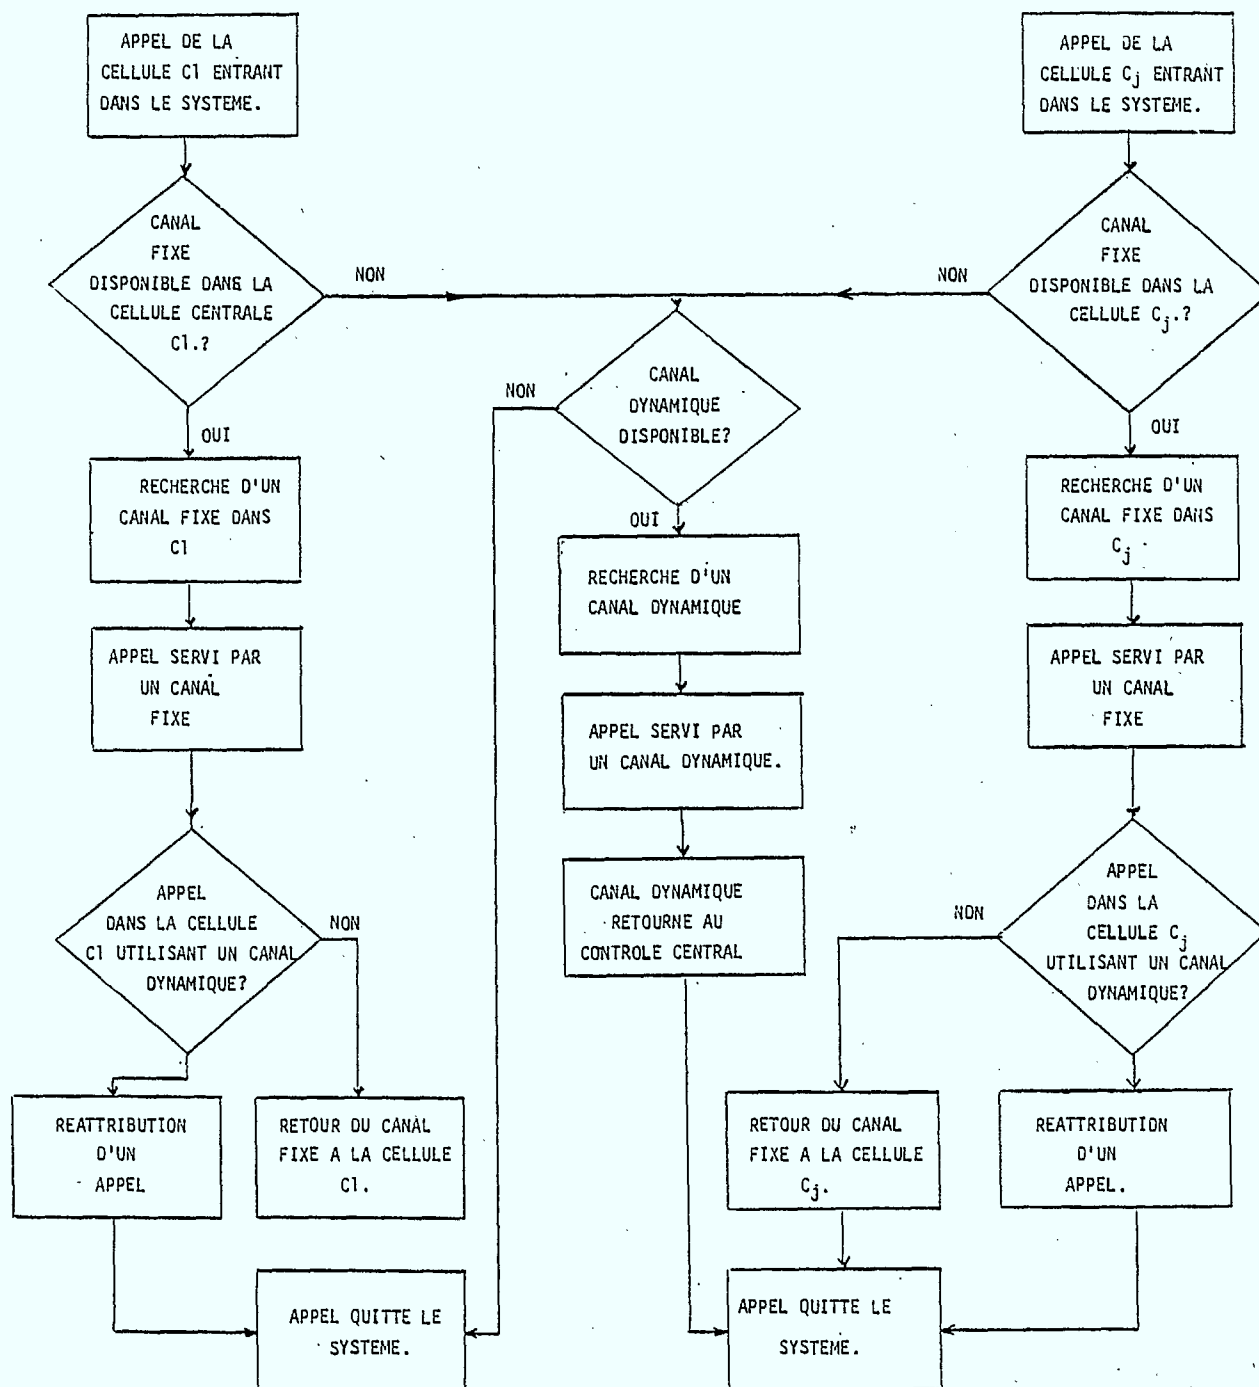 APPEL DE LA
CELLULE C1 ENTRANT
DANS LE SYSTEME.
APPEL DE LA
CELLULE Cj ENTRANT
DANS LE SYSTEME.
CANAL
FIXE
DISPONIBLE DANS LA
CELLULE CENTRALE
C1.?
NON
NON
CANAL
FIXE
DISPONIBLE DANS LA
CELLULE Cj.?
NON
CANAL
DYNAMIQUE
DISPONIBLE?
OUI
OUI
OUI
RECHERCHE D'UN
CANAL FIXE DANS
C1
RECHERCHE D'UN
CANAL DYNAMIQUE
RECHERCHE D'UN
CANAL FIXE DANS
Cj
APPEL SERVI PAR
UN CANAL
FIXE
APPEL SERVI PAR
UN CANAL DYNAMIQUE.
APPEL SERVI PAR
UN CANAL
FIXE
APPEL
DANS LA CELLULE
C1 UTILISANT UN CANAL
DYNAMIQUE?
NON
CANAL DYNAMIQUE
RETOURNE AU
CONTROLE CENTRAL
NON
APPEL
DANS LA
CELLULE Cj
UTILISANT UN CANAL
DYNAMIQUE?
REATTRIBUTION
D'UN
APPEL
RETOUR DU CANAL
FIXE A LA CELLULE
C1.
RETOUR DU CANAL
FIXE A LA CELLULE
Cj.
REATTRIBUTION
D'UN
APPEL.
APPEL QUITTE LE
SYSTEME.
APPEL QUITTE LE
SYSTEME.